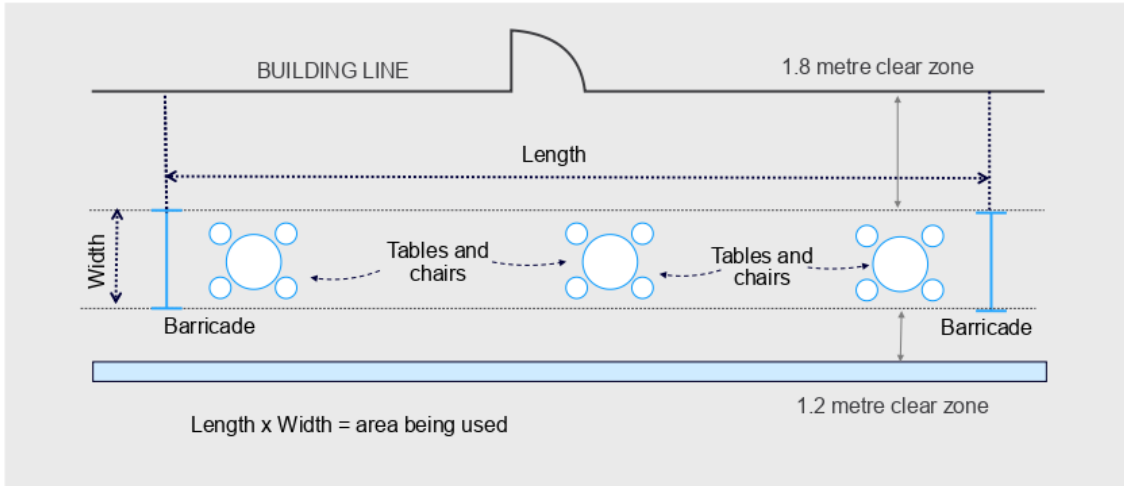 BUILDING LINE
1.8 metre clear zone
Length
Width
Tables and
chairs
Tables and
chairs
Barricade
Barricade
1.2 metre clear zone
Length x Width = area being used